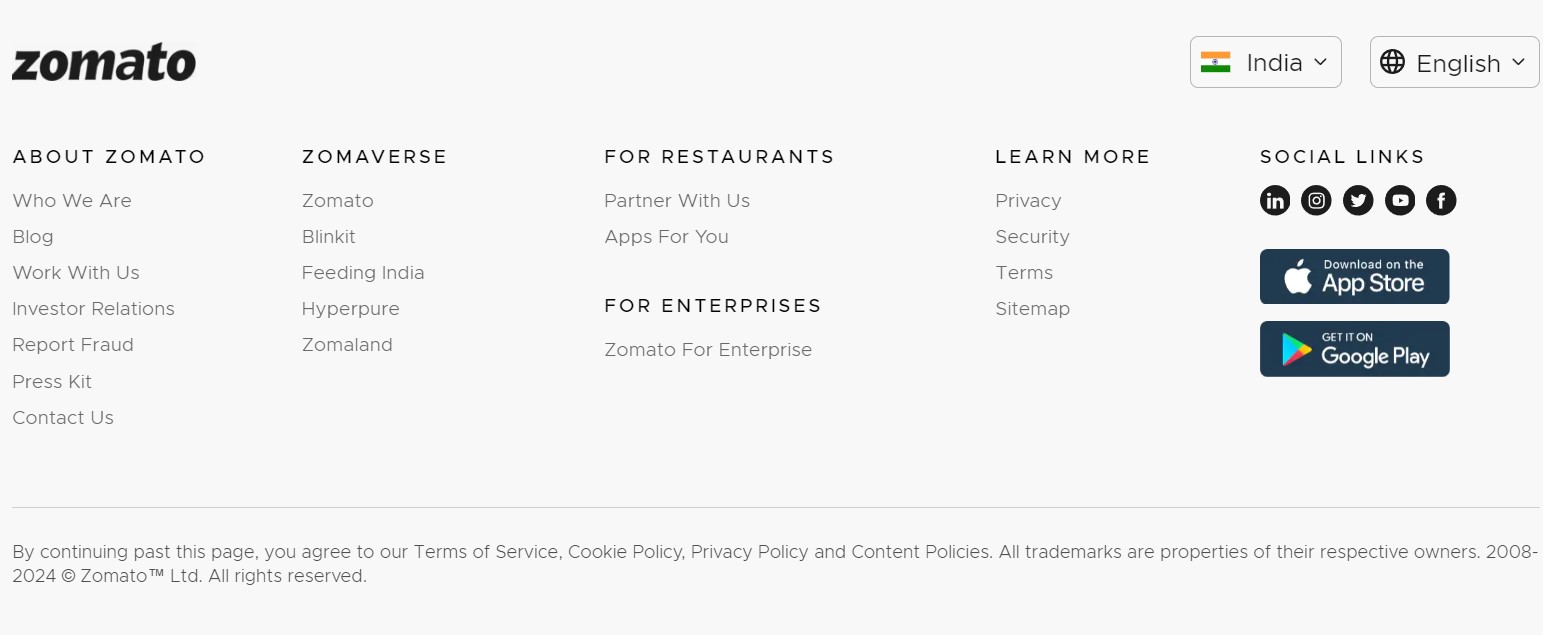 zomato
India
English
ABOUT ZOMATO
Who We Are
Blog
Work With Us
Investor Relations
Report Fraud
Press Kit
Contact Us
ZOMAVERSE
Zomato
Blinkit
Feeding India
Hyperpure
Zomaland
FOR RESTAURANTS
Partner With Us
Apps For You
FOR ENTERPRISES
Zomato For Enterprise
LEARN MORE
Privacy
Security
Terms
Sitemap
SOCIAL LINKS
in
f
Download on the
App Store
GET IT ON
Google Play
By continuing past this page, you agree to our Terms of Service, Cookie Policy, Privacy Policy and Content Policies. All trademarks are properties of their respective owners. 2008-
2024 © Zomato™ Ltd. All rights reserved.